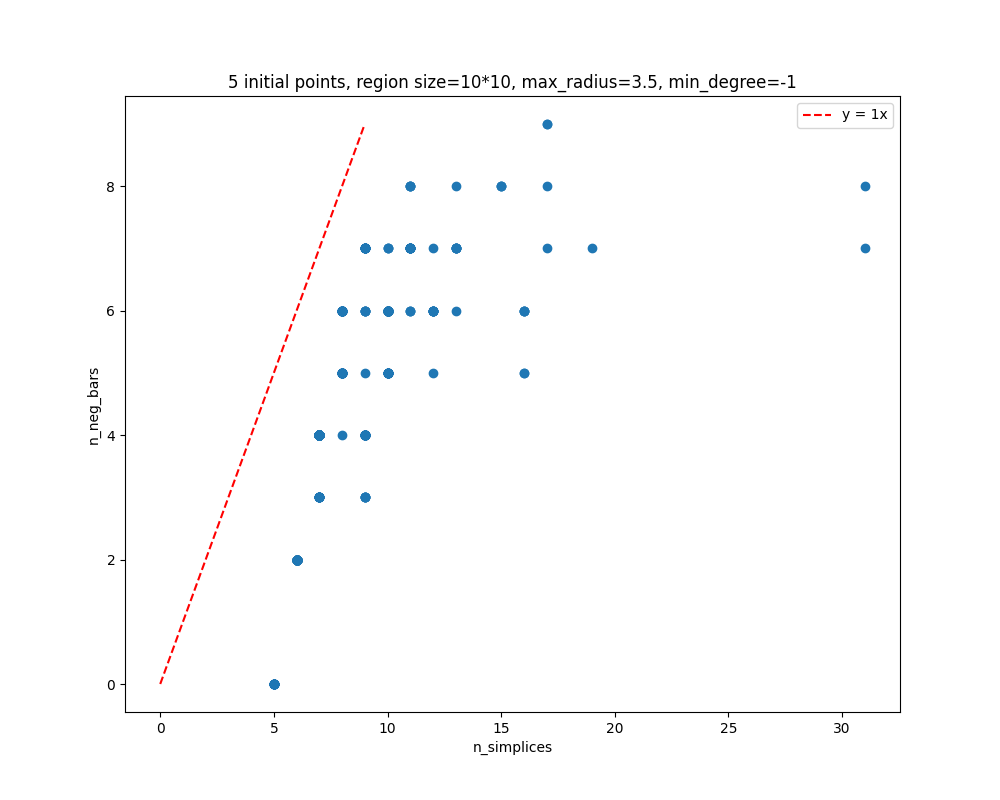 5 initial points, region size=10*10, max_radius=3.5, min_degree=-1
y = 1x
8
6
4
2
0
n_neg_bars
0 5 10 15 20 25 30
n_simplices